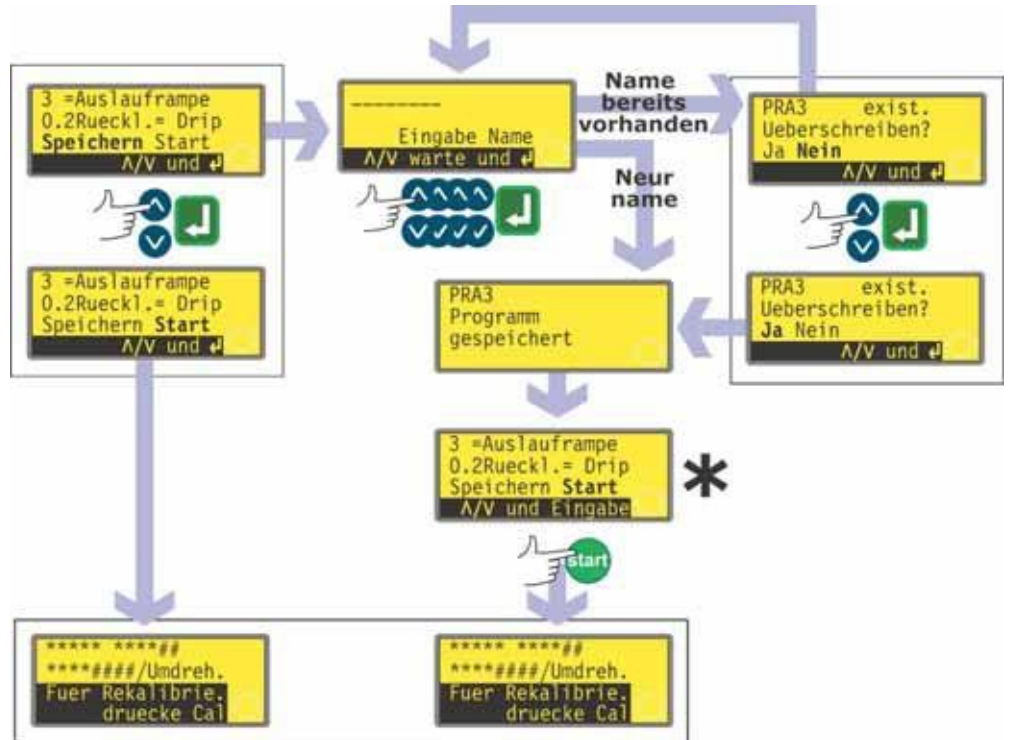 3 =Auslauframpe
0.2Rueckl.= Drip
Speichern Start
Λ/V und ↲
--------
Eingabe Name
Λ/V warte und ↲
Name
bereits
vorhanden
PRA3 exist.
Ueberschreiben?
Ja Nein
Λ/V und ↲
Neur
name
3 =Auslauframpe
0.2Rueckl.= Drip
Speichern Start
Λ/V und ↲
PRA3
Programm
gespeichert
PRA3 exist.
Ueberschreiben?
Ja Nein
Λ/V und ↲
3 =Auslauframpe
0.2Rueckl.= Drip
Speichern Start
Λ/V und Eingabe
*
start
***** ****##
****####/Umdreh.
Fuer Rekalibrie.
druecke Cal
***** ****##
****####/Umdreh.
Fuer Rekalibrie.
druecke Cal